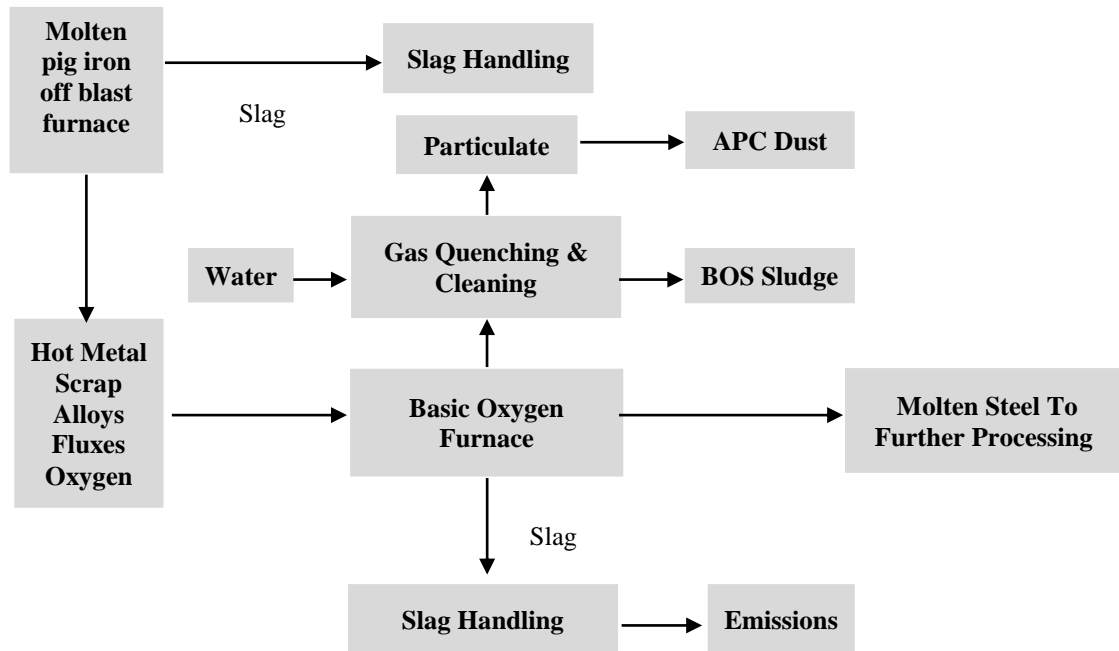 Molten
pig iron
off blast
furnace
Slag Handling
Slag
Particulate
APC Dust
Water
Gas Quenching &
Cleaning
BOS Sludge
Hot Metal
Scrap
Alloys
Fluxes
Oxygen
Basic Oxygen
Furnace
Molten Steel To
Further Processing
Slag
Slag Handling
Emissions